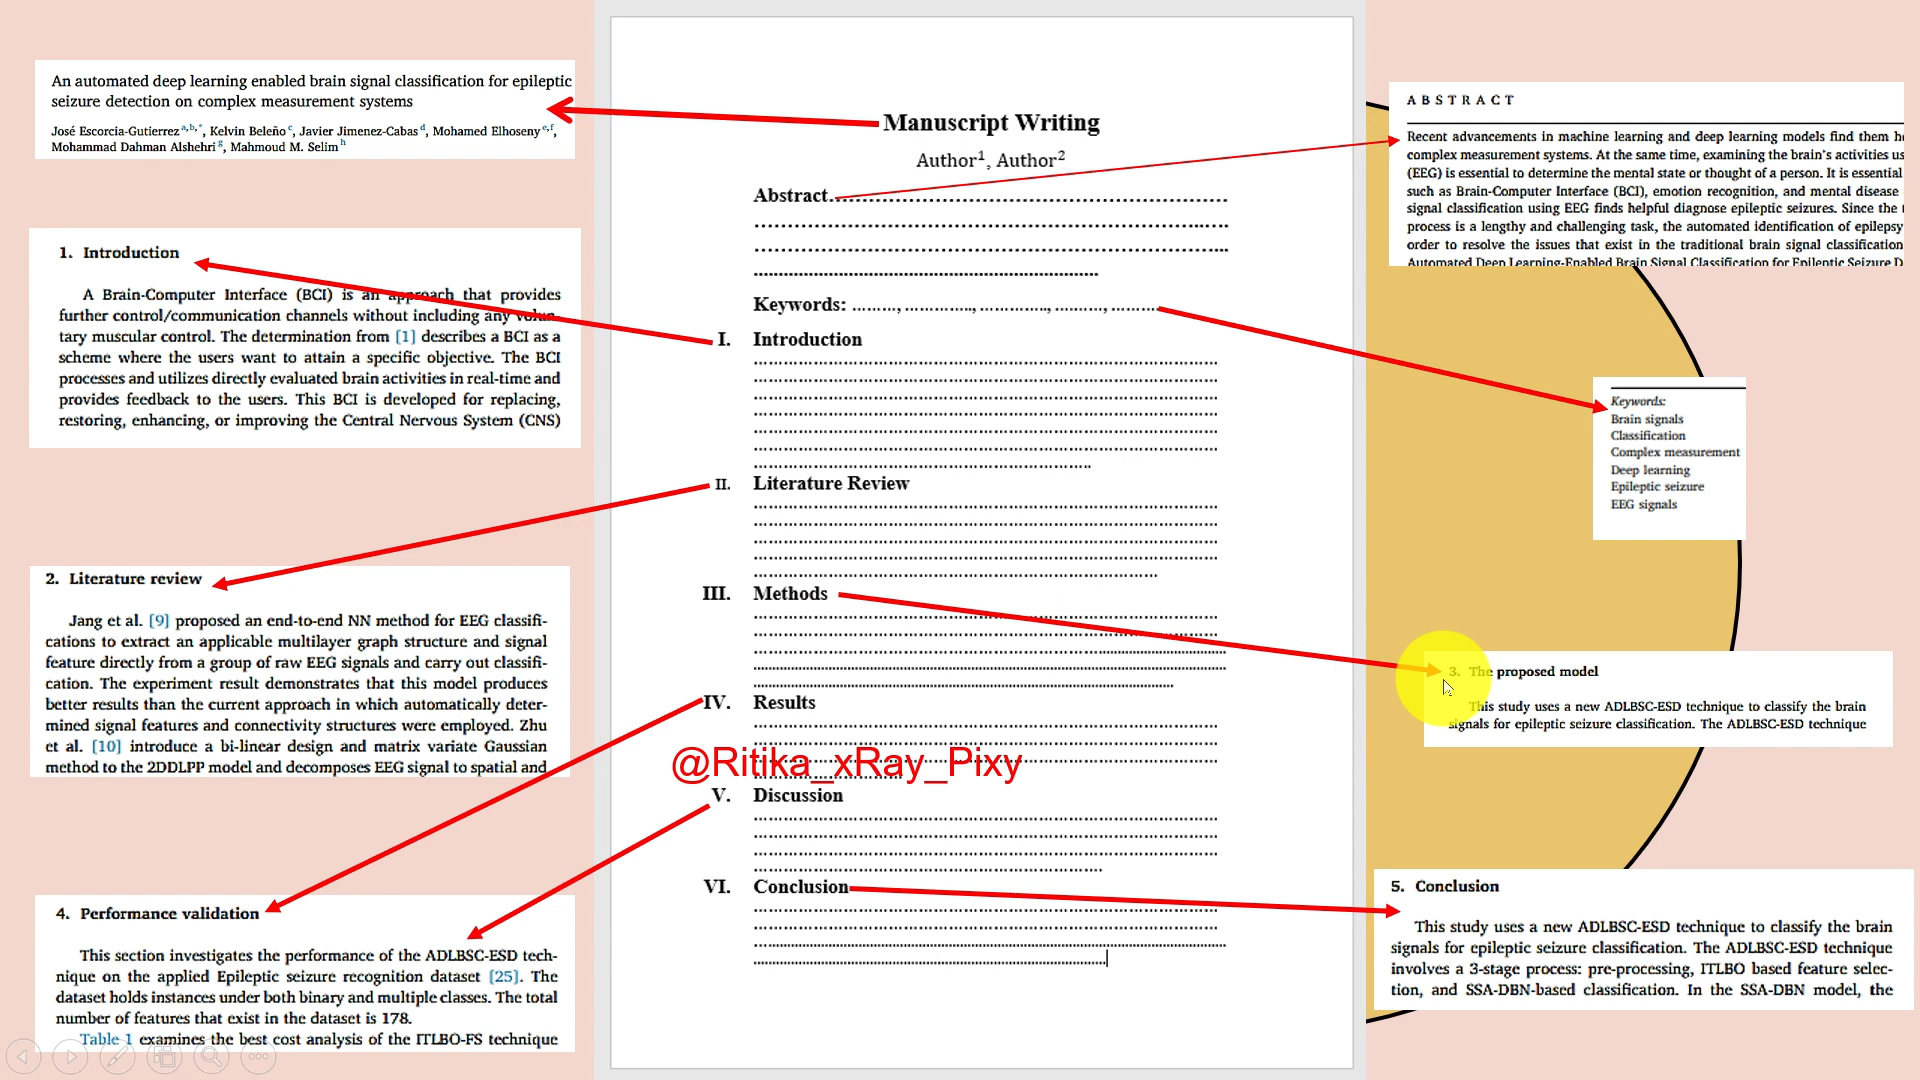 An automated deep learning enabled brain signal classification for epileptic
seizure detection on complex measurement systems
José Escorcia-Gutierrez a,b,*, Kelvin Beleño c, Javier Jimenez-Cabas d, Mohamed Elhoseny e,f,
Mohammad Dahman Alshehri g, Mahmoud M. Selim h
1. Introduction
A Brain-Computer Interface (BCI) is an approach that provides
further control/communication channels without including any volun-
tary muscular control. The determination from [1] describes a BCI as a
scheme where the users want to attain a specific objective. The BCI
processes and utilizes directly evaluated brain activities in real-time and
provides feedback to the users. This BCI is developed for replacing,
restoring, enhancing, or improving the Central Nervous System (CNS)
2. Literature review
Jang et al. [9] proposed an end-to-end NN method for EEG classifi-
cations to extract an applicable multilayer graph structure and signal
feature directly from a group of raw EEG signals and carry out classifi-
cation. The experiment result demonstrates that this model produces
better results than the current approach in which automatically deter-
mined signal features and connectivity structures were employed. Zhu
et al. [10] introduce a bi-linear design and matrix variate Gaussian
method to the 2DDLPP model and decomposes EEG signal to spatial and
4. Performance validation
This section investigates the performance of the ADLBSC-ESD tech-
nique on the applied Epileptic seizure recognition dataset [25]. The
dataset holds instances under both binary and multiple classes. The total
number of features that exist in the dataset is 178.
Table 1 examines the best cost analysis of the ITLBO-FS technique
Manuscript Writing
Author1, Author2
Abstract
Keywords:
I. Introduction
II. Literature Review
III. Methods
IV. Results
@Ritika_xRay_Pixy
V. Discussion
VI. Conclusion
ABSTRACT
Recent advancements in machine learning and deep learning models find them
complex measurement systems. At the same time, examining the brain's activities
(EEG) is essential to determine the mental state or thought of a person. It is essential
such as Brain-Computer Interface (BCI), emotion recognition, and mental disease
signal classification using EEG finds helpful diagnose epileptic seizures. Since the
process is a lengthy and challenging task, the automated identification of epilepsy
order to resolve the issues that exist in the traditional brain signal classification
Automated Deep Learning-Enabled Brain Signal Classification for Epileptic Seizure D
Keywords:
Brain signals
Classification
Complex measurement
Deep learning
Epileptic seizure
EEG signals
3. The proposed model
This study uses a new ADLBSC-ESD technique to classify the brain
signals for epileptic seizure classification. The ADLBSC-ESD technique
5. Conclusion
This study uses a new ADLBSC-ESD technique to classify the brain
signals for epileptic seizure classification. The ADLBSC-ESD technique
involves a 3-stage process: pre-processing, ITLBO based feature selec-
tion, and SSA-DBN-based classification. In the SSA-DBN model, the